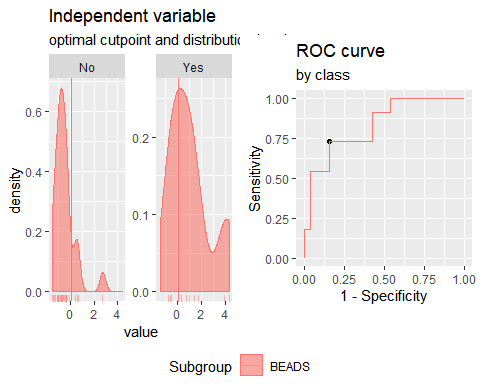 Independent variable
optimal cutpoint and distributio
No
Yes
density
0.6
0.4
0.2
0.0
0.2
0.1
0.0
0
2
4
0
2
4
value
ROC curve
by class
Sensitivity
1.00
0.75
0.50
0.25
0.00
0.00
0.25
0.50
0.75
1.00
1 - Specificity
Subgroup
BEADS